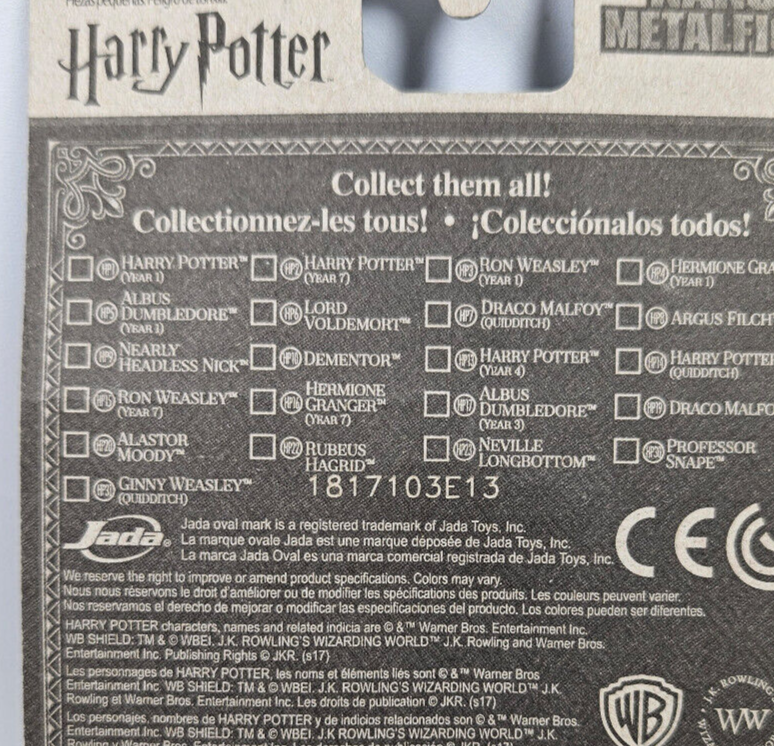 Piezas pequeñas. Peligro de
Harry Potter
METALFI
Collect them all!
Collectionnez-les tous! • ¡Colecciónalos todos!
HP1 HARRY POTTER™ (YEAR 1) HP2 HARRY POTTER™ (YEAR 7) HP3 RON WEASLEY™ (YEAR 1) HP4 HERMIONE GRA (YEAR 1)
HP5 ALBUS DUMBLEDORE™ (YEAR 1) HP6 LORD VOLDEMORT™ HP7 DRACO MALFOY™ (QUIDDITCH) HP8 ARGUS FILCH
HP9 NEARLY HEADLESS NICK™ HP10 DEMENTOR™ HP13 HARRY POTTER™ (YEAR 4) HP14 HARRY POTTE (QUIDDITCH)
HP15 RON WEASLEY™ (YEAR 7) HP16 HERMIONE GRANGER™ (YEAR 7) HP17 ALBUS DUMBLEDORE™ (YEAR 3) HP19 DRACO MALFO
HP20 ALASTOR MOODY™ HP22 RUBEUS HAGRID™ HP23 NEVILLE LONGBOTTOM™ HP30 PROFESSOR SNAPE™
HP31 GINNY WEASLEY™ (QUIDDITCH)
1817103E13
Jada®
Jada oval mark is a registered trademark of Jada Toys, Inc.
La marque ovale Jada est une marque déposée de Jada Toys, Inc.
La marca Jada Oval es una marca comercial registrada de Jada Toys, Inc.
CE
We reserve the right to improve or amend product specifications. Colors may vary.
Nous nous réservons le droit d'améliorer ou de modifier les spécifications des produits. Les couleurs peuvent varier.
Nos reservamos el derecho de mejorar o modificar las especificaciones del producto. Los colores pueden ser diferentes.
HARRY POTTER characters, names and related indicia are © & ™ Warner Bros. Entertainment Inc.
WB SHIELD: TM & © WBEI. J.K. ROWLING'S WIZARDING WORLD™ J.K. Rowling and Warner Bros.
Entertainment Inc. Publishing Rights © JKR. (s17)
Les personnages de HARRY POTTER, les noms et éléments liés sont © & ™ Warner Bros
Entertainment Inc. WB SHIELD: TM & © WBEI. J.K. ROWLING'S WIZARDING WORLD™ J.K.
Rowling et Warner Bros. Entertainment Inc. Les droits de publication © JKR. (s17)
Los personajes, nombres de HARRY POTTER y de indicios relacionados son © & ™ Warner Bros.
Entertainment Inc. WB SHIELD: TM & © WBEI. J.K. ROWLING'S WIZARDING WORLD™ J.K.
WB
J.K. ROWLING
WW